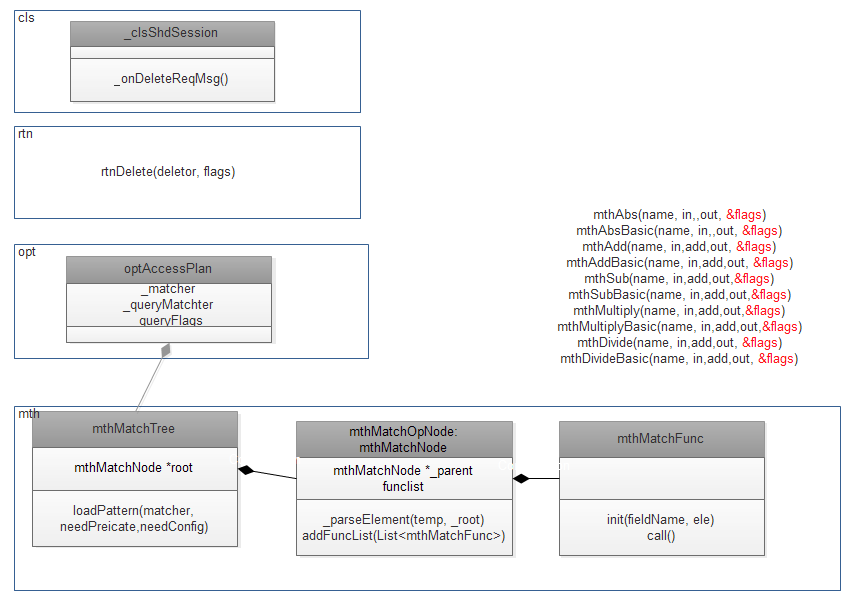 cls
_clsShdSession
_onDeleteReqMsg()
rtn
rtnDelete(deletor, flags)
mthAbs(name, in,,out, &flags)
mthAbsBasic(name, in,,out, &flags)
mthAdd(name, in,add,out, &flags)
mthAddBasic(name, in,add,out, &flags)
mthSub(name, in,add,out,&flags)
mthSubBasic(name, in,add,out,&flags)
mthMultiply(name, in,add,out,&flags)
mthMultiplyBasic(name, in,add,out,&flags)
mthDivide(name, in,add,out, &flags)
mthDivideBasic(name, in,add,out, &flags)
opt
optAccessPlan
_matcher
_queryMatchter
queryFlags
mth
mthMatchTree
mthMatchNode *root
loadPattern(matcher,
needPreicate,needConfig)
mthMatchOpNode:
mthMatchNode
mthMatchNode *_parent
funclist
_parseElement(temp, _root)
addFuncList(List<mthMatchFunc>)
mthMatchFunc
init(fieldName, ele)
call()